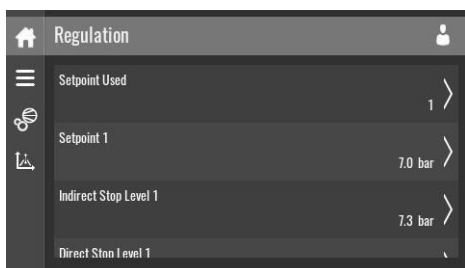 Regulation
Setpoint Used
1
Setpoint 1
7.0 bar
Indirect Stop Level 1
7.3 bar
Direct Stop Level 1